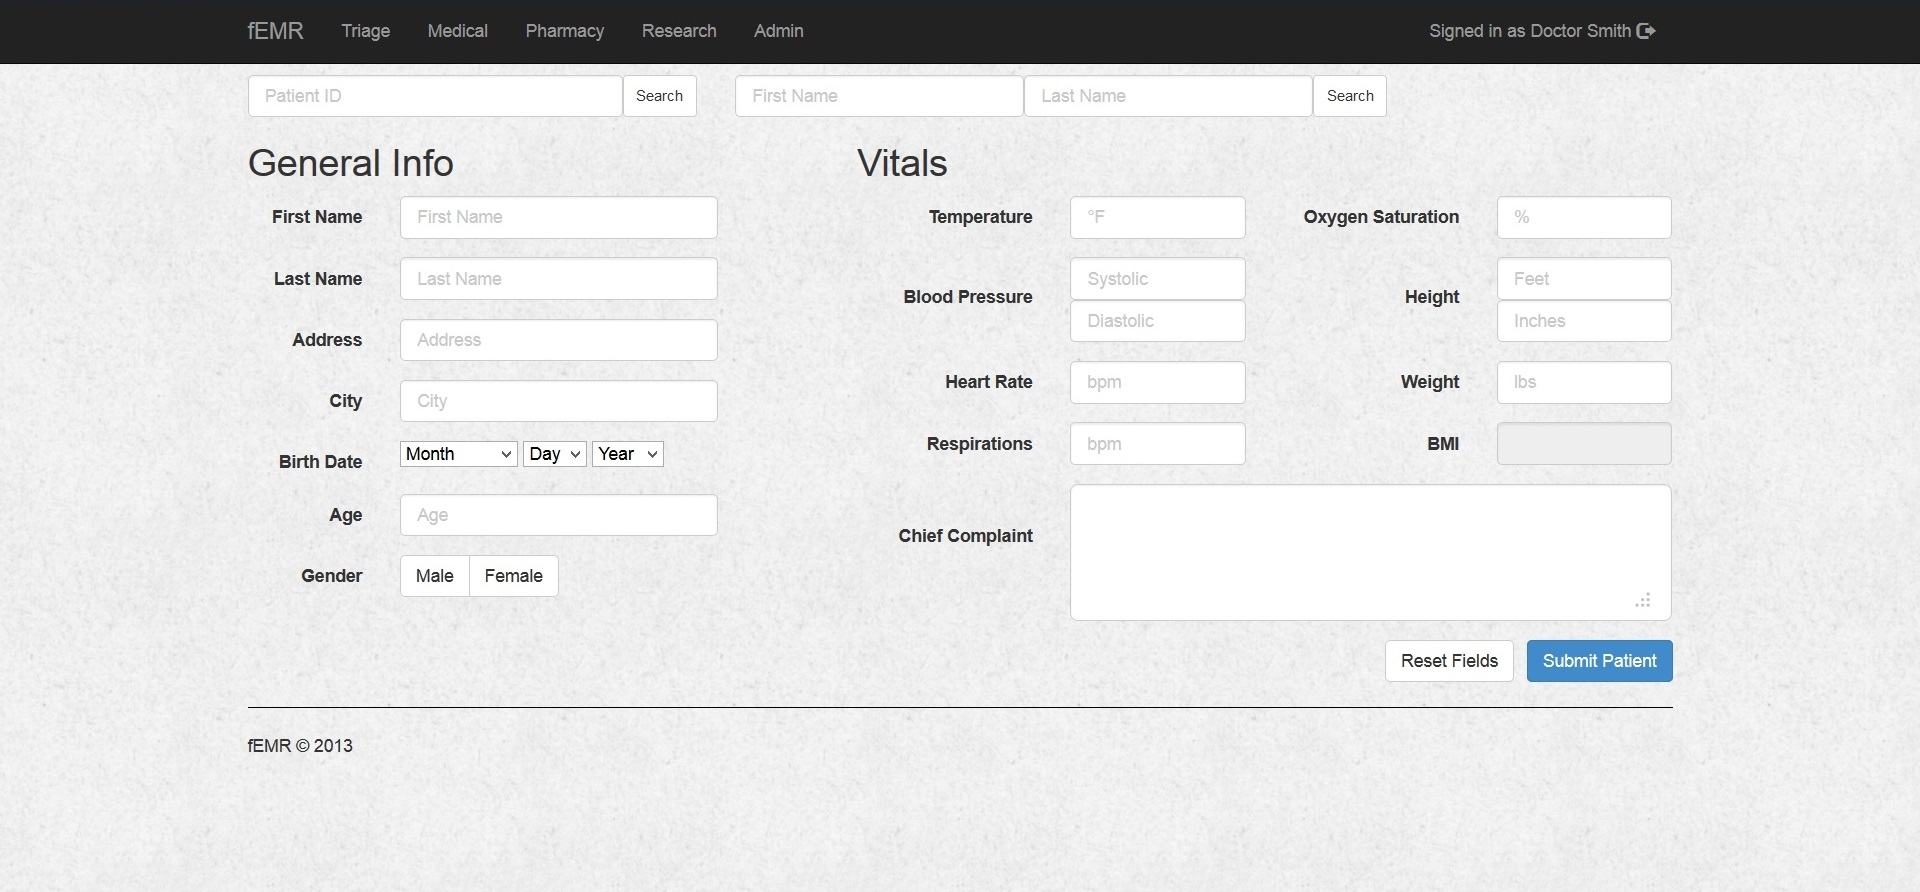 fEMR Triage Medical Pharmacy Research Admin Signed in as Doctor Smith
Patient ID Search First Name Last Name Search
General Info
First Name First Name
Last Name Last Name
Address Address
City City
Birth Date Month Day Year
Age Age
Gender Male Female
Vitals
Temperature °F Oxygen Saturation %
Blood Pressure Systolic Diastolic Height Feet Inches
Heart Rate bpm Weight lbs
Respirations bpm BMI
Chief Complaint
Reset Fields Submit Patient
fEMR © 2013